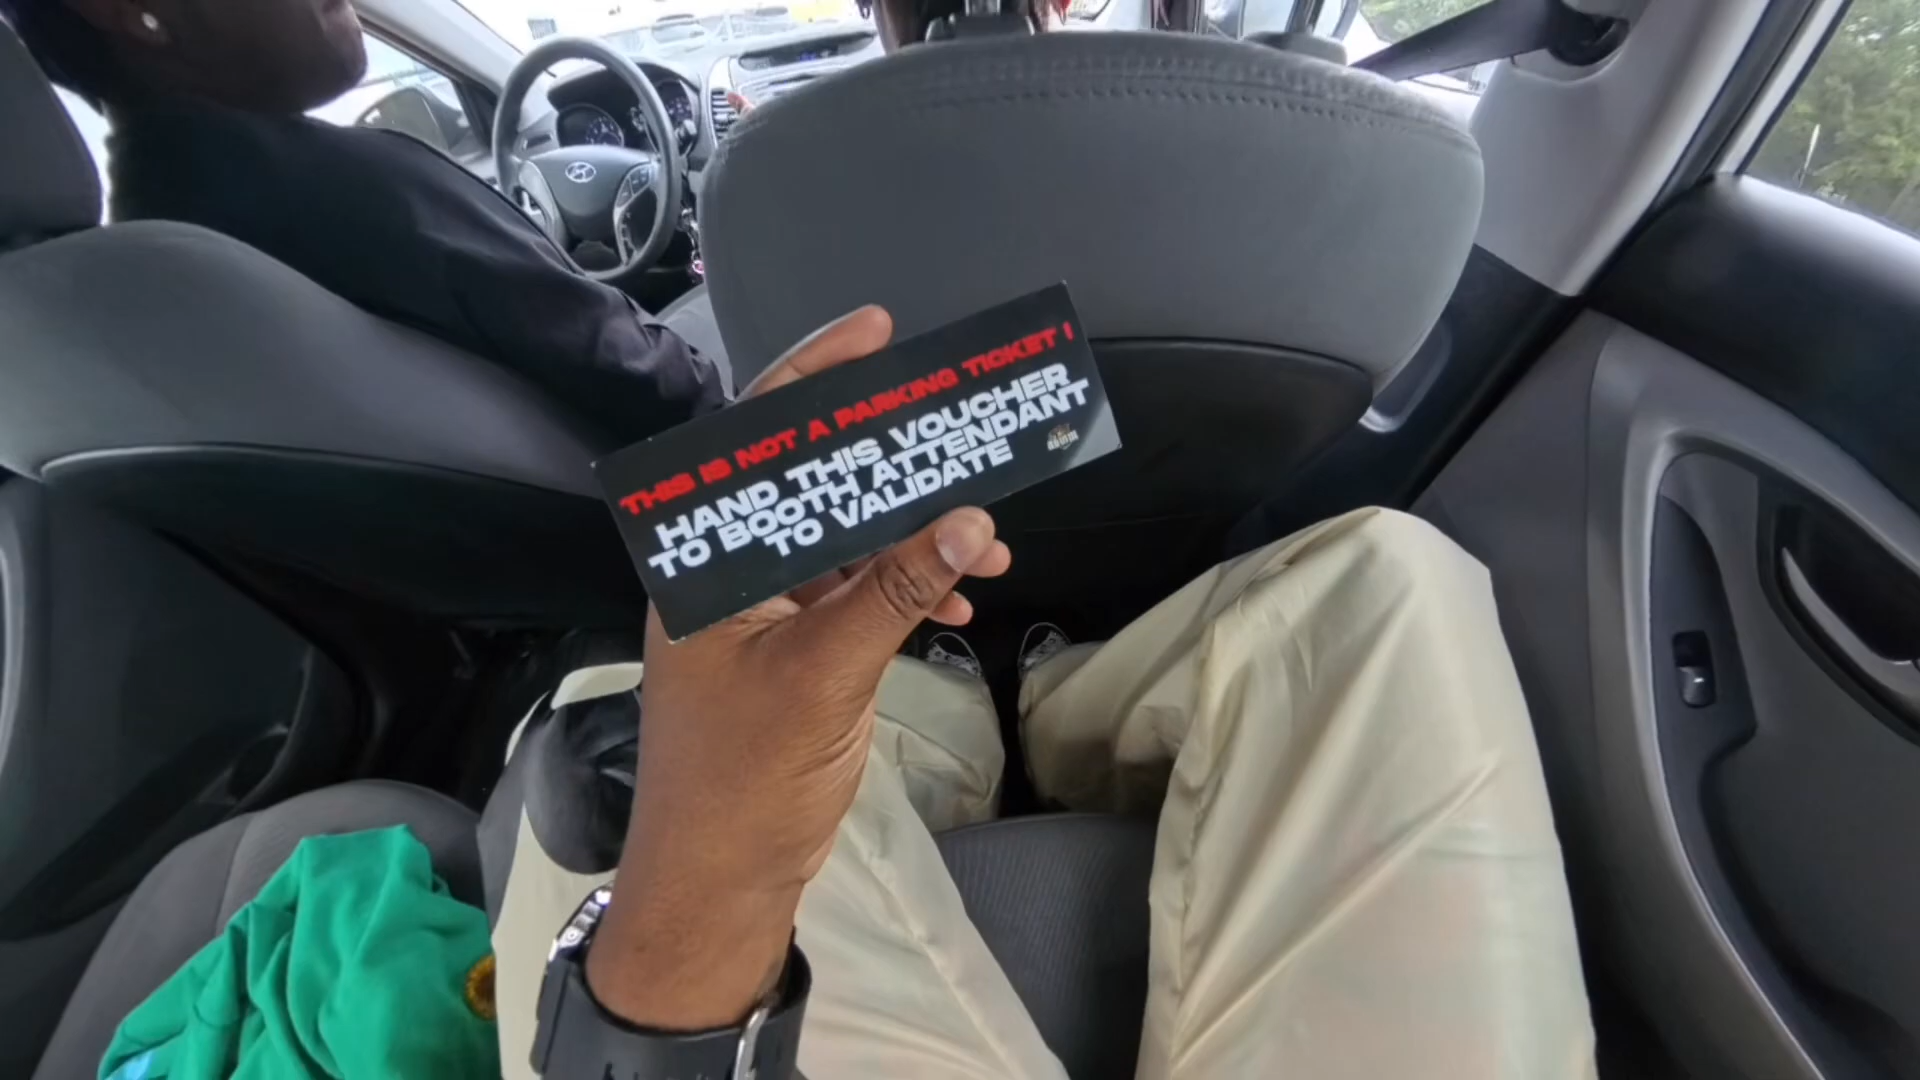 THIS IS NOT A PARKING TICKET !
HAND THIS VOUCHER
TO BOOTH ATTENDANT
TO VALIDATE